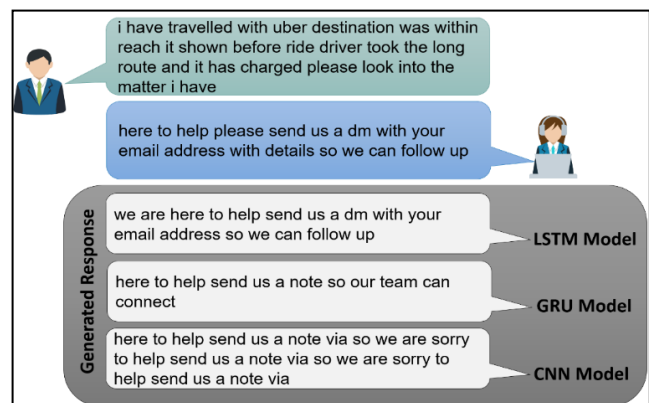 i have travelled with uber destination was within
reach it shown before ride driver took the long
route and it has charged please look into the
matter i have
here to help please send us a dm with your
email address with details so we can follow up
Generated Response
we are here to help send us a dm with your
email address so we can follow up
LSTM Model
here to help send us a note so our team can
connect
GRU Model
here to help send us a note via so we are sorry
to help send us a note via so we are sorry to
help send us a note via
CNN Model